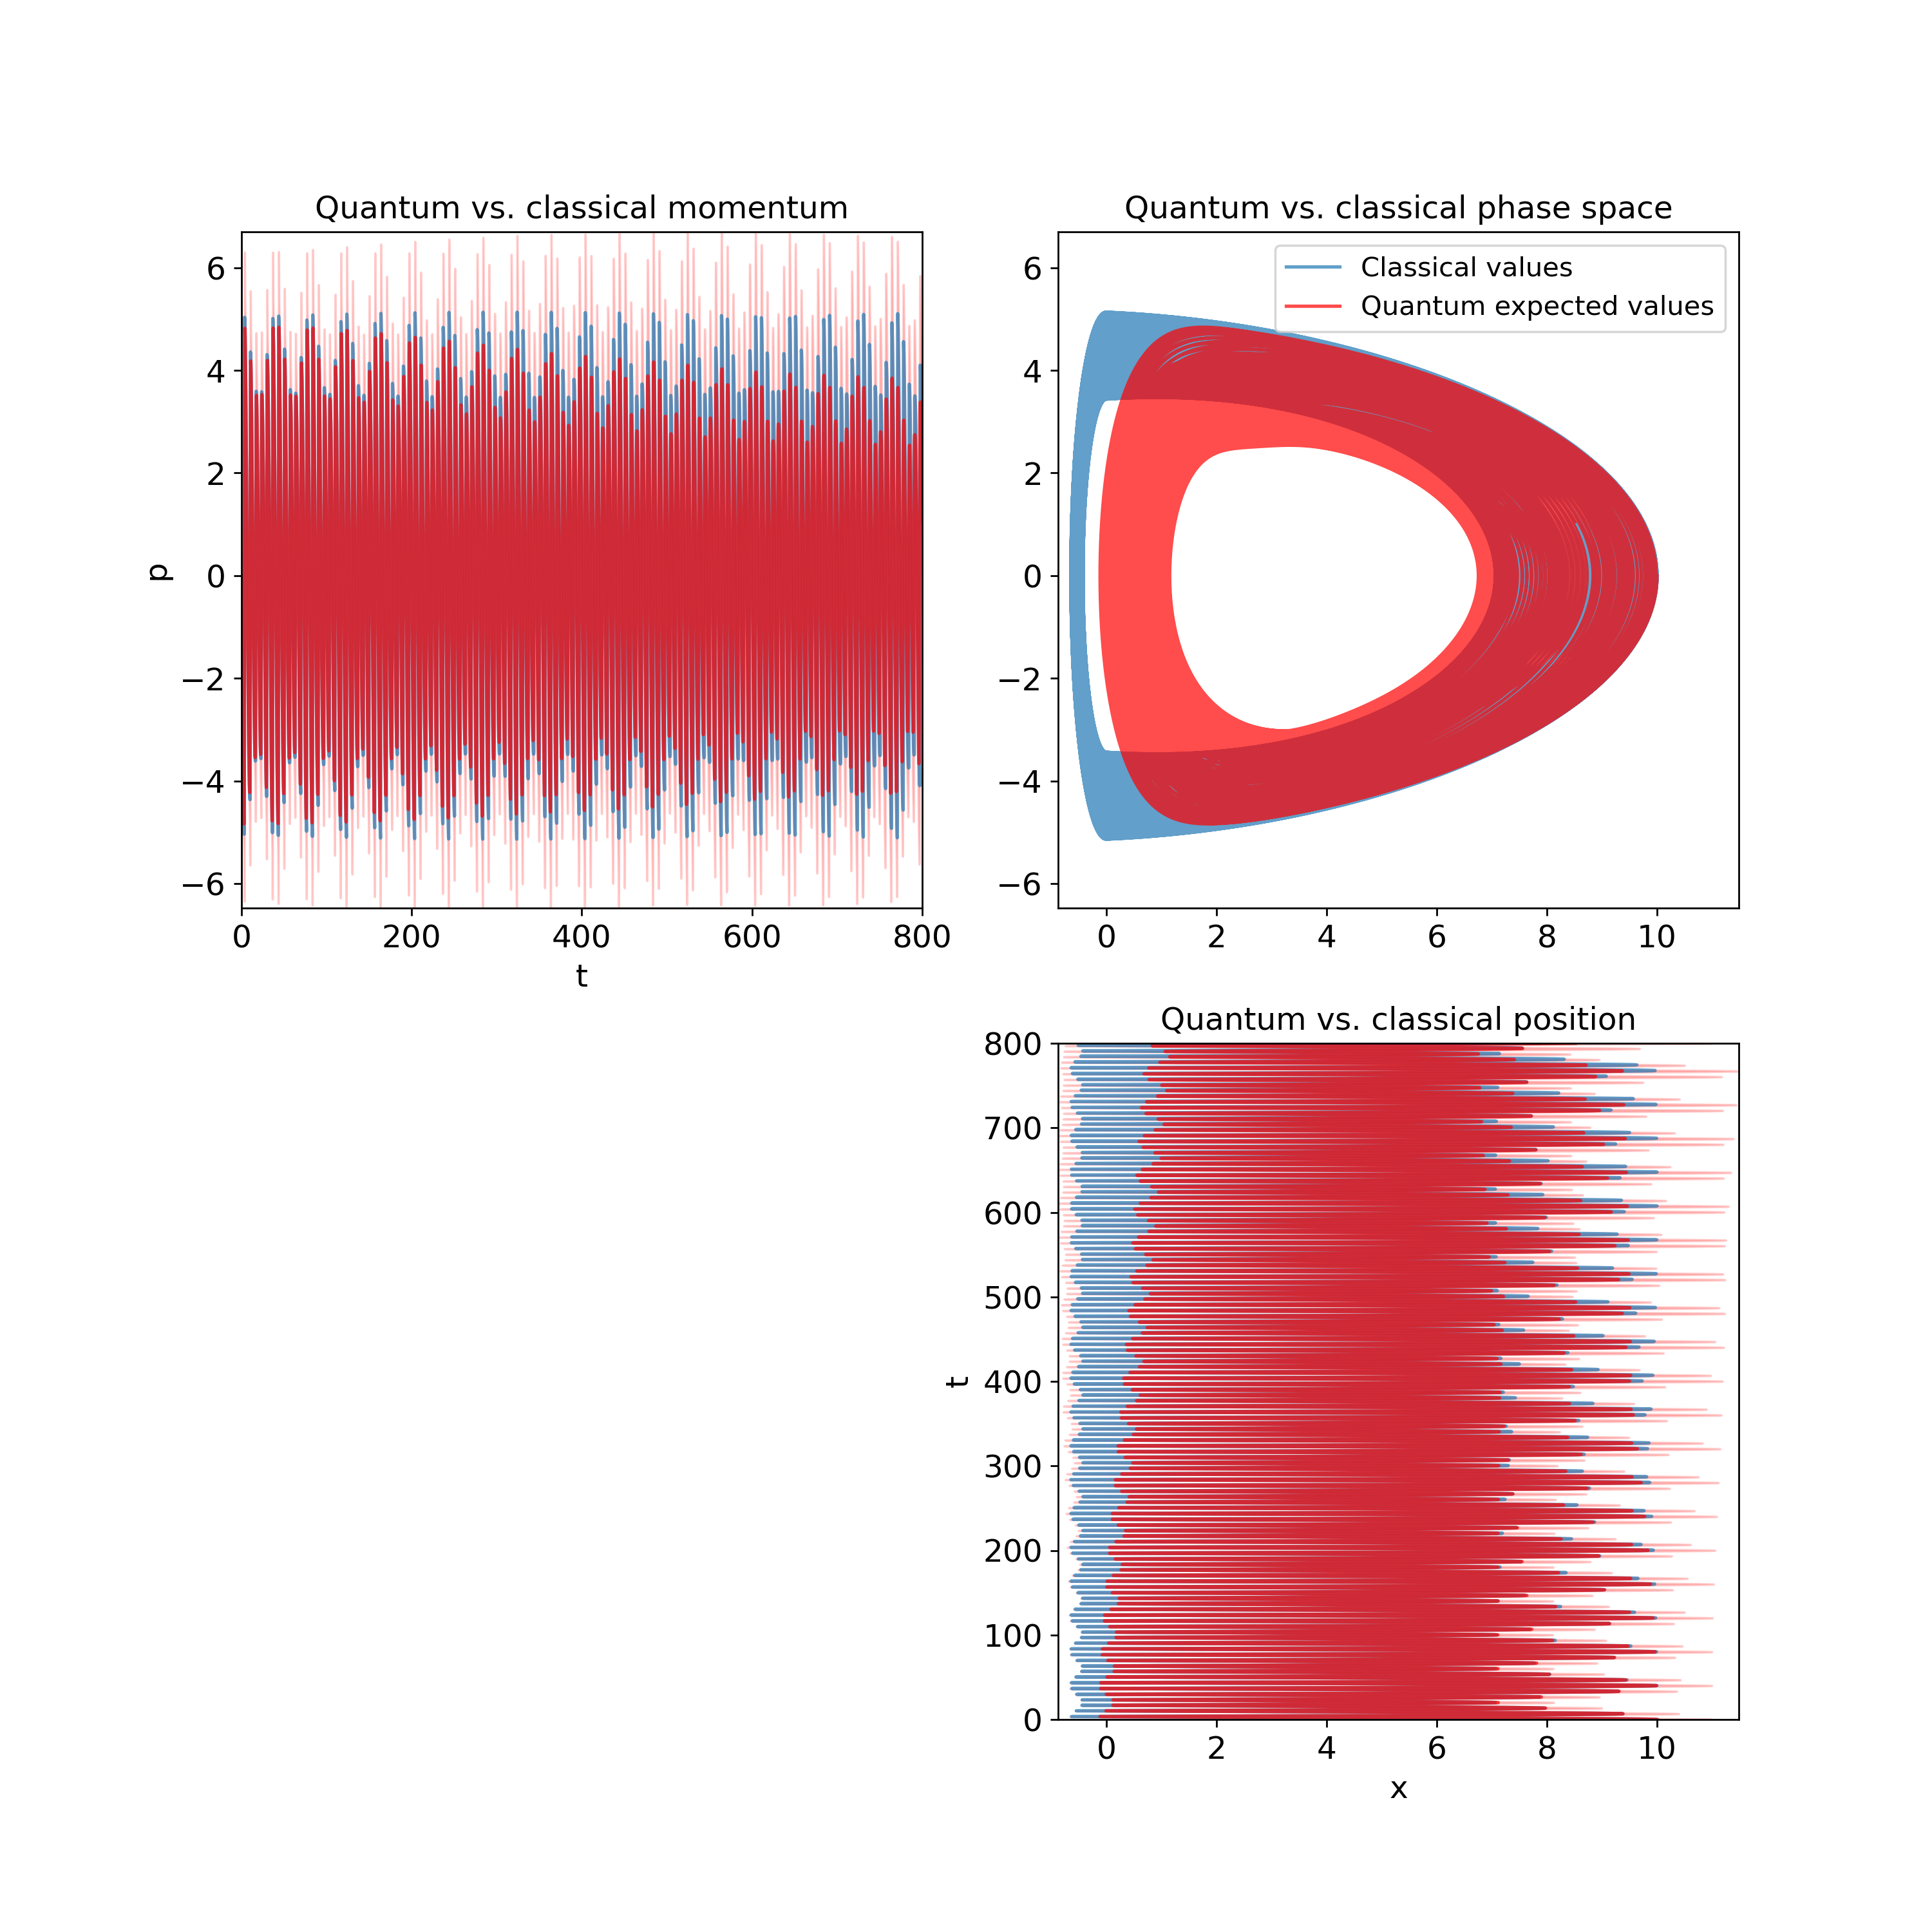 Quantum vs. classical momentum
6
4
2
0
−2
−4
−6
p
0 200 400 600 800
t
Quantum vs. classical phase space
Classical values
Quantum expected values
6
4
2
0
−2
−4
−6
0 2 4 6 8 10
Quantum vs. classical position
800
700
600
500
400
300
200
100
0
t
0 2 4 6 8 10
x